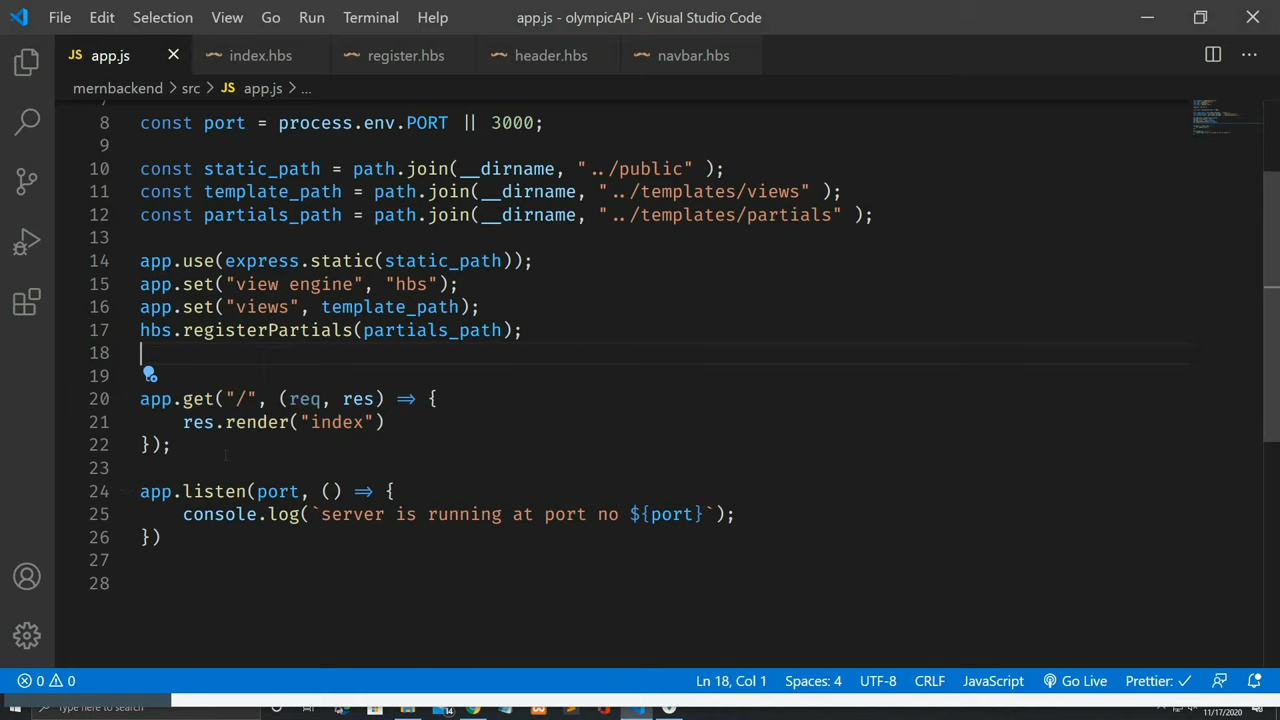 File Edit Selection View Go Run Terminal Help app.js - olympicAPI - Visual Studio Code
JS app.js index.hbs register.hbs header.hbs navbar.hbs
mernbackend > src > JS app.js > ...
8 const port = process.env.PORT || 3000;
9
10 const static_path = path.join(__dirname, "../public" );
11 const template_path = path.join(__dirname, "../templates/views" );
12 const partials_path = path.join(__dirname, "../templates/partials" );
13
14 app.use(express.static(static_path));
15 app.set("view engine", "hbs");
16 app.set("views", template_path);
17 hbs.registerPartials(partials_path);
18
19
20 app.get("/", (req, res) => {
21 res.render("index")
22 });
23
24 app.listen(port, () => {
25 console.log(`server is running at port no ${port}`);
26 })
27
28
0 0 Ln 18, Col 1 Spaces: 4 UTF-8 CRLF JavaScript Go Live Prettier: ✓
Type here to search 14 11/17/2020